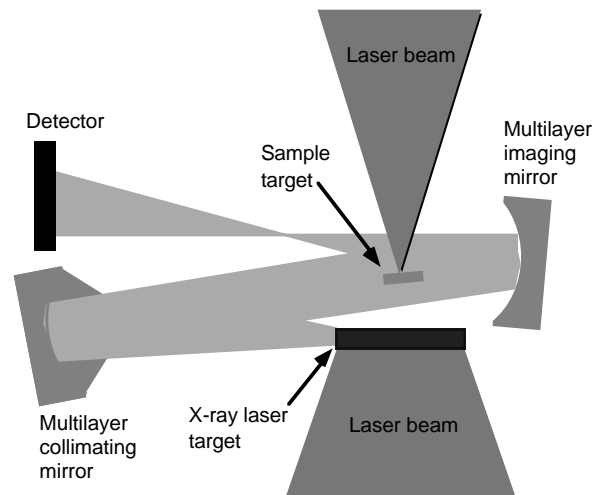 Laser beam
Detector
Sample
target
Multilayer
imaging
mirror
X-ray laser
target
Laser beam
Multilayer
collimating
mirror